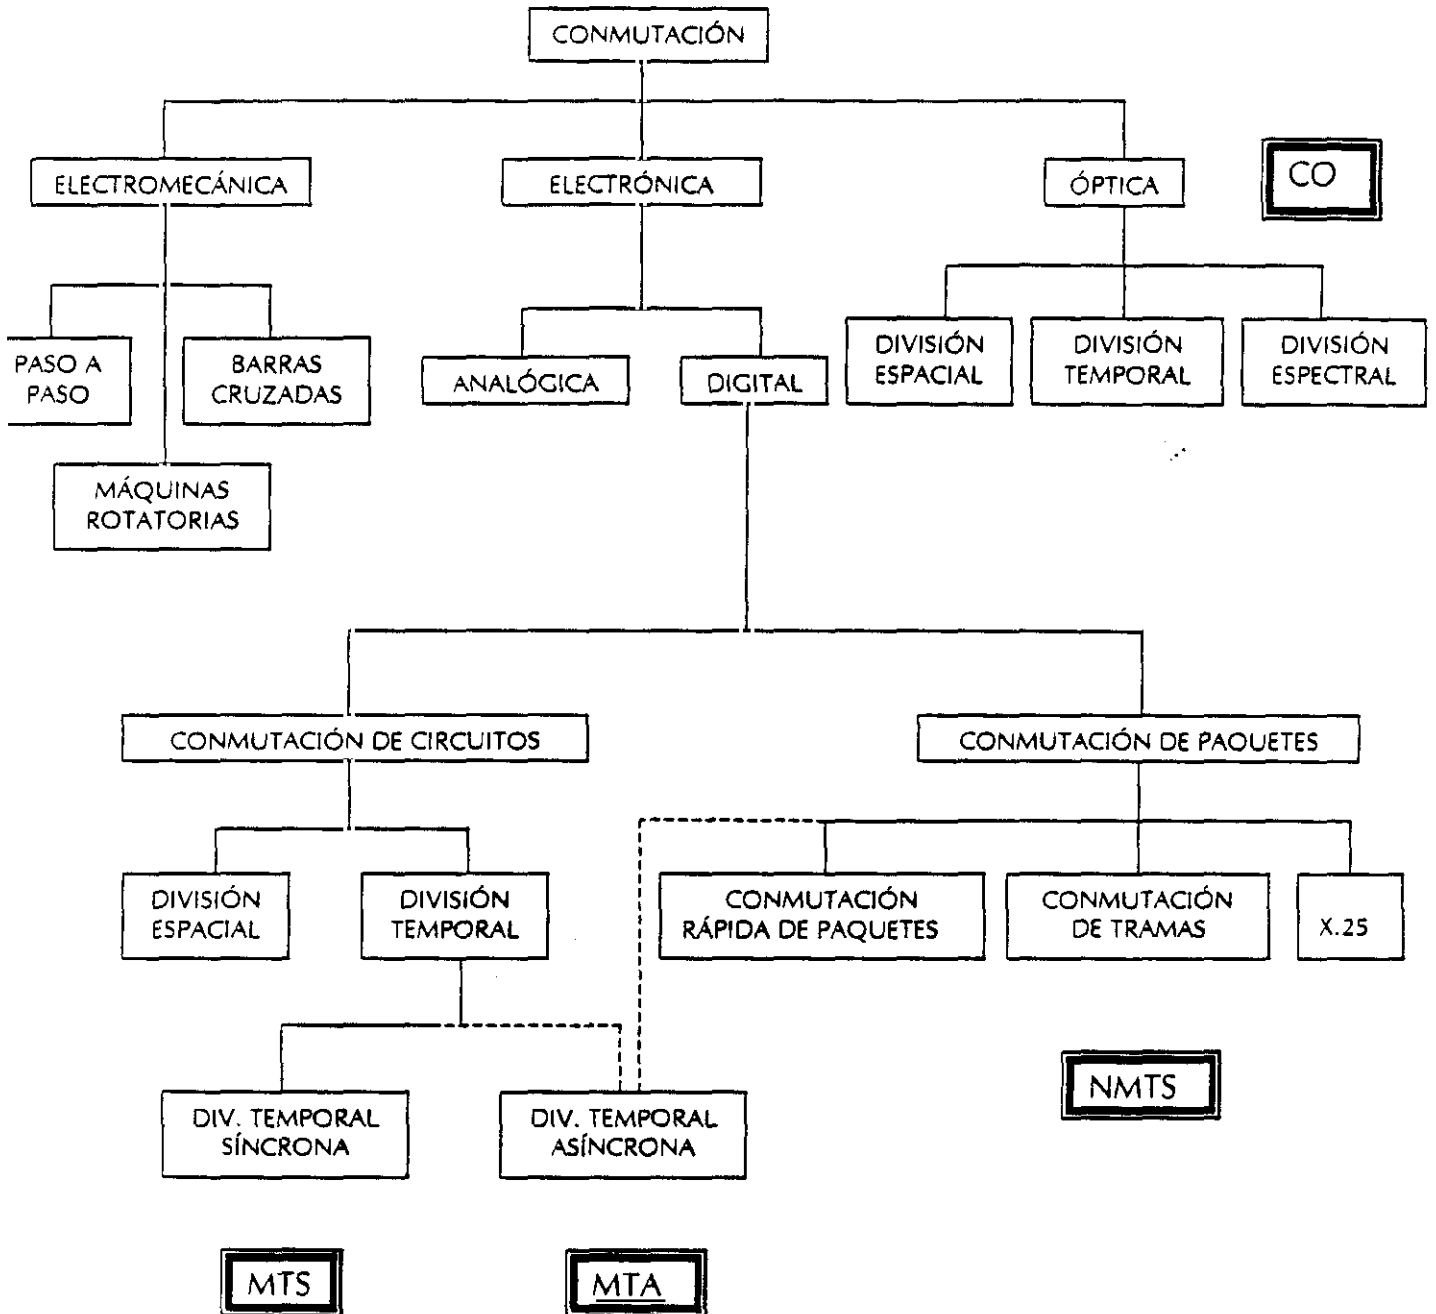 CONMUTACIÓN
ELECTROMECÁNICA
ELECTRÓNICA
ÓPTICA
CO
PASO A
PASO
BARRAS
CRUZADAS
MÁQUINAS
ROTATORIAS
ANALÓGICA
DIGITAL
DIVISIÓN
ESPACIAL
DIVISIÓN
TEMPORAL
DIVISIÓN
ESPECTRAL
CONMUTACIÓN DE CIRCUITOS
CONMUTACIÓN DE PAQUETES
DIVISIÓN
ESPACIAL
DIVISIÓN
TEMPORAL
CONMUTACIÓN
RÁPIDA DE PAQUETES
CONMUTACIÓN
DE TRAMAS
X.25
DIV. TEMPORAL
SÍNCRONA
DIV. TEMPORAL
ASÍNCRONA
NMTS
MTS
MTA